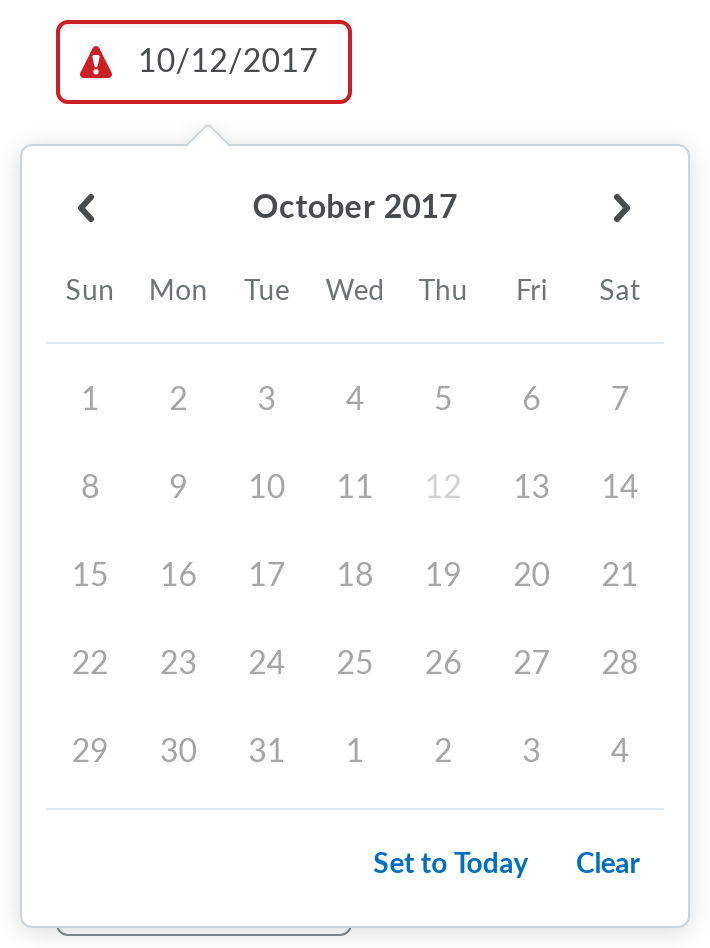 10/12/2017
October 2017
Sun Mon Tue Wed Thu Fri Sat
1 2 3 4 5 6 7
8 9 10 11 12 13 14
15 16 17 18 19 20 21
22 23 24 25 26 27 28
29 30 31 1 2 3 4
Set to Today Clear